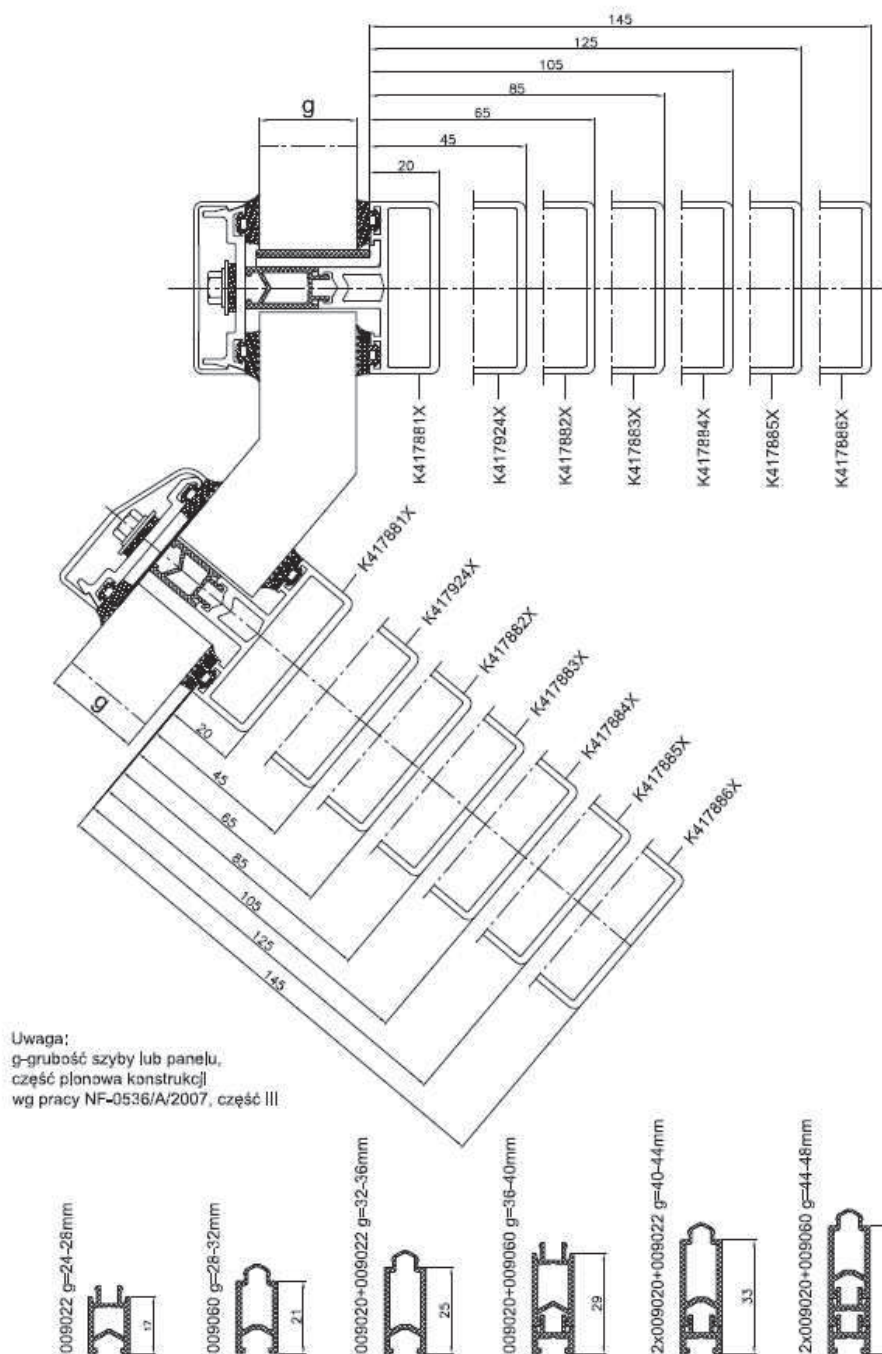 145
125
105
85
g
65
45
20
K417881X
K417924X
K417882X
K417883X
K417884X
K417885X
K417886X
K417881X
K417924X
K417882X
K417883X
K417884X
K417885X
K417886X
g
20
45
65
85
105
125
145
Uwaga:
g-grubość szyby lub panelu,
część pionowa konstrukcji
wg pracy NF-0536/A/2007, część III
009022 g=24-28mm
17
009060 g=28-32mm
21
009020+009022 g=32-36mm
25
009020+009060 g=36-40mm
29
2x009020+009022 g=40-44mm
33
2x009020+009060 g=44-48mm